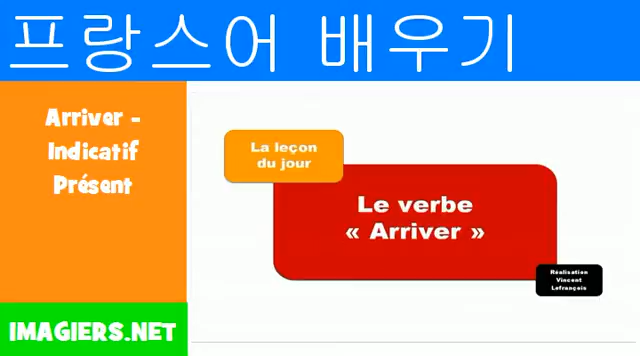 프랑스어 배우기
Arriver -
Indicatif
Présent
La leçon
du jour
Le verbe
« Arriver »
Réalisation
Vincent
Lefrançois
IMAGIERS.NET